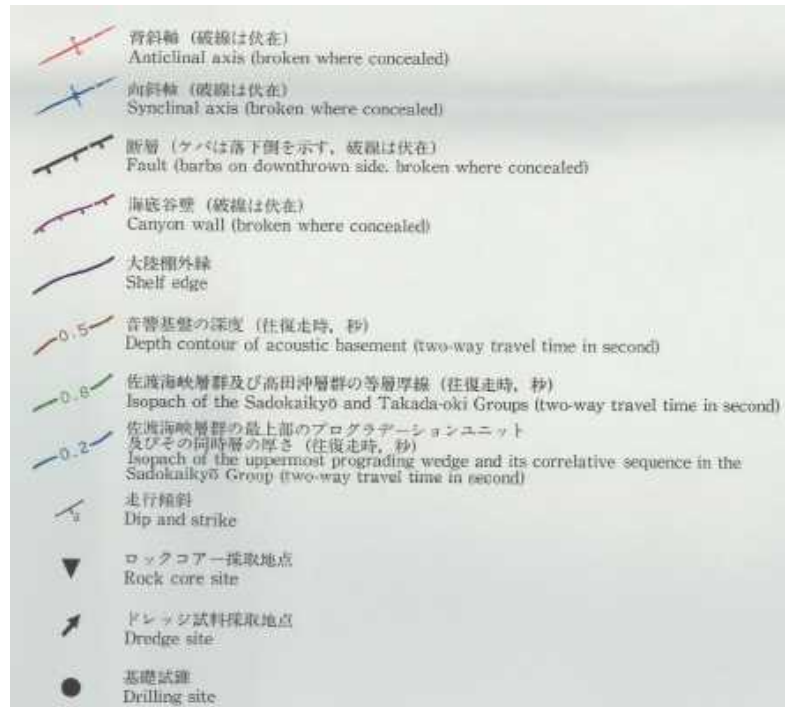 背斜軸 (破線は伏在)
Anticlinal axis (broken where concealed)
向斜軸 (破線は伏在)
Synclinal axis (broken where concealed)
断層 (ケバは落下側を示す, 破線は伏在)
Fault (barbs on downthrown side. broken where concealed)
海底谷壁 (破線は伏在)
Canyon wall (broken where concealed)
大陸棚外縁
Shelf edge
0.5
音響基盤の深度 (往復走時, 秒)
Depth contour of acoustic basement (two-way travel time in second)
0.8
佐渡海峡層群及び高田沖層群の等層厚線 (往復走時, 秒)
Isopach of the Sadokaikyō and Takada-oki Groups (two-way travel time in second)
0.2
佐渡海峡層群の最上部のプログラデーションユニット
及びその同時層の厚さ (往復走時, 秒)
Isopach of the uppermost prograding wedge and its correlative sequence in the
Sadokaikyō Group (two-way travel time in second)
走行傾斜
Dip and strike
ロックコアー採取地点
Rock core site
ドレッジ試料採取地点
Dredge site
基礎試錐
Drilling site